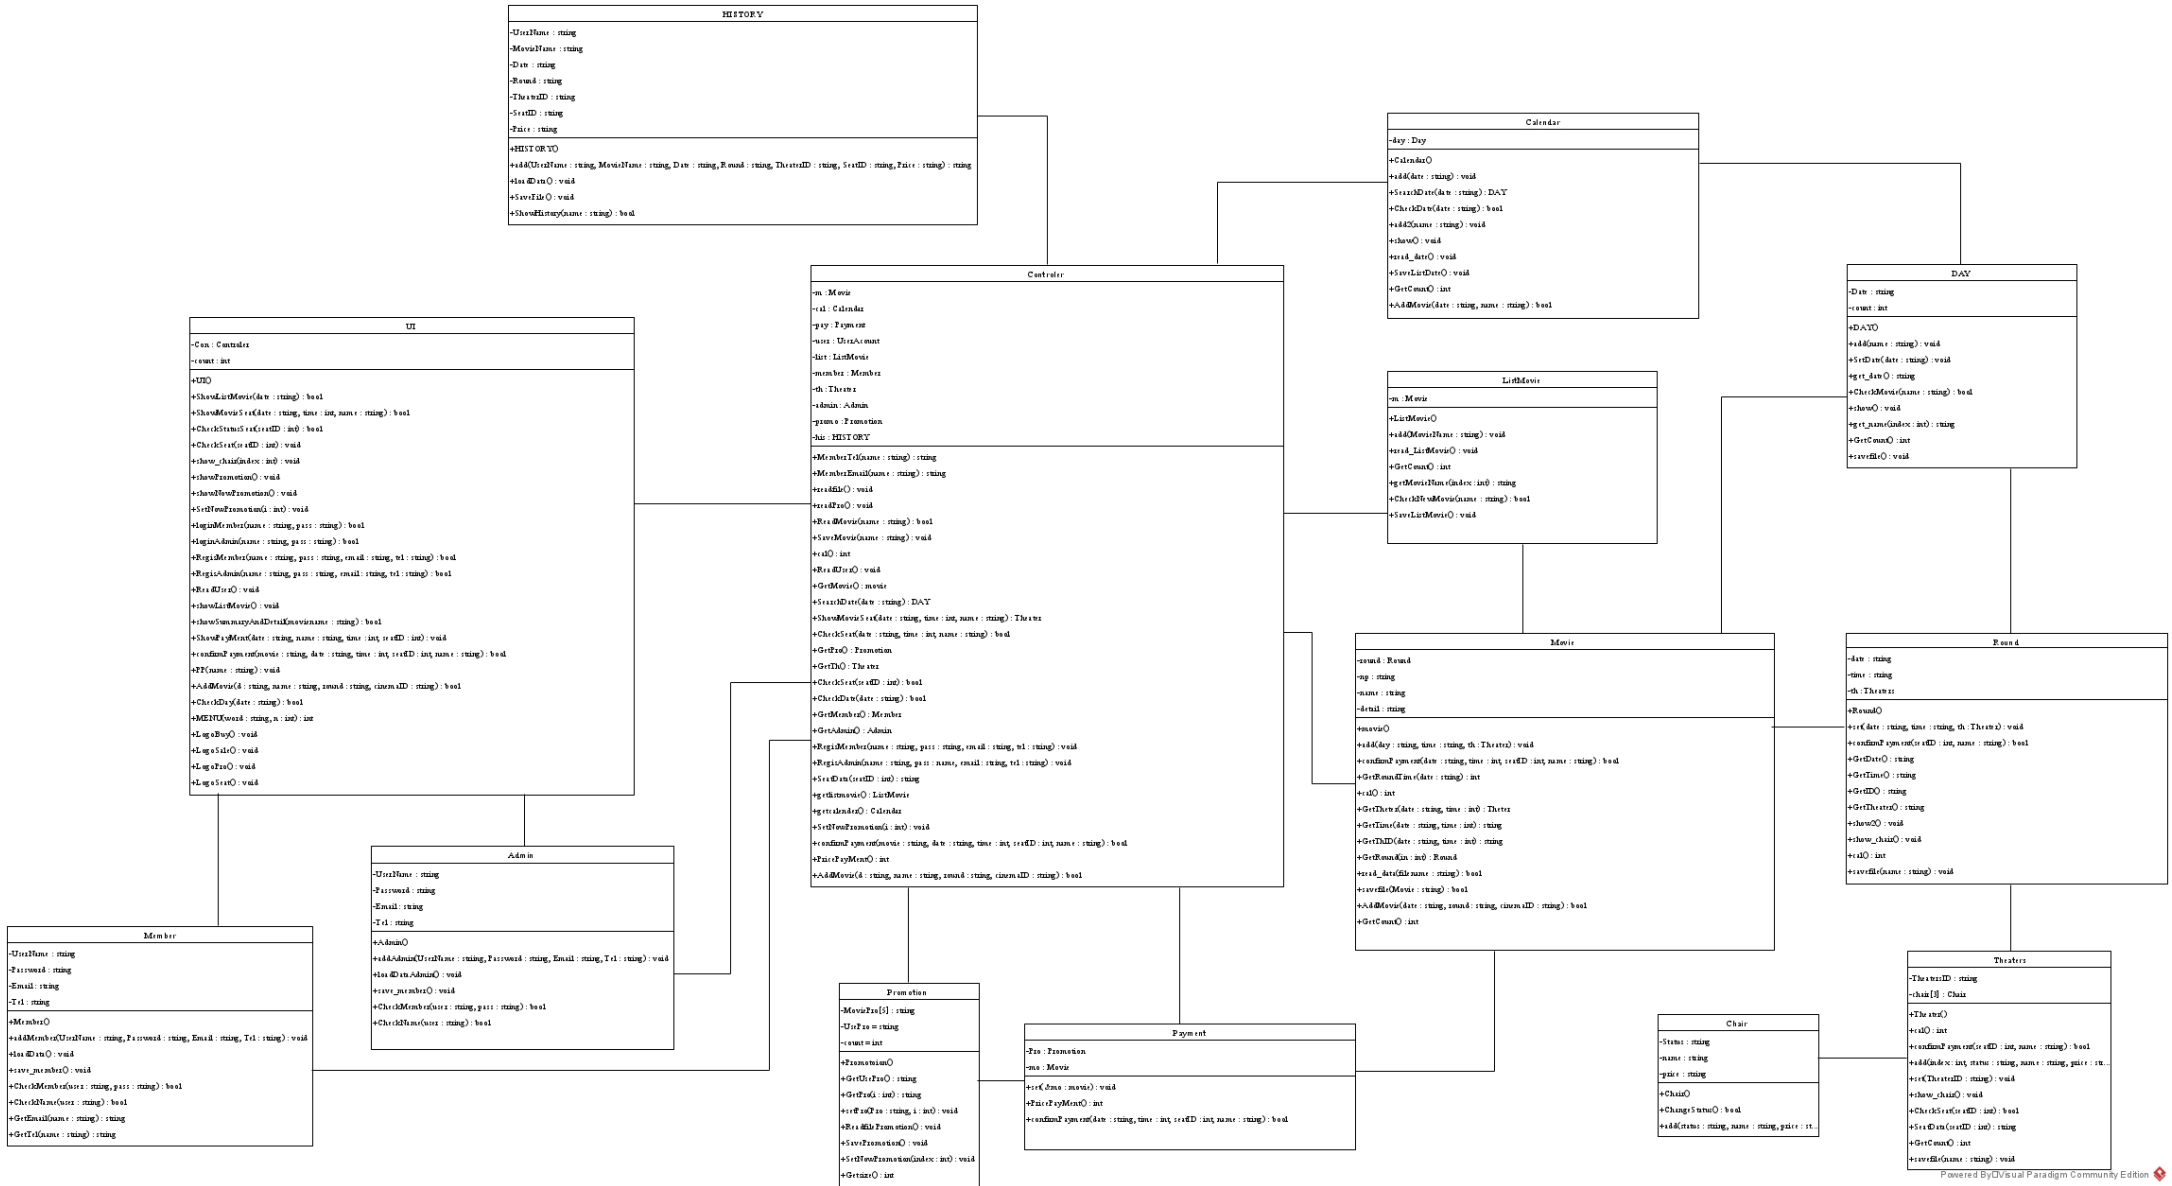 HISTORY
-UserName : string
-MovieName : string
-Date : string
-Round : string
-TheaterID : string
-SeatID : string
-Price : string
+HISTORY()
+add(UserName : string, MovieName : string, Date : string, Round : string, TheaterID : string, SeatID : string, Price : string) : string
+loadData() : void
+SaveFile() : void
+ShowHistory(name : string) : bool
Calendar
-day : Day
+Calendar()
+add(date : string) : void
+SearchDate(date : string) : DAY
+CheckDate(date : string) : bool
+add2(name : string) : void
+show() : void
+read_date() : void
+SaveListDate() : void
+GetCount() : int
+AddMovie(date : string, name : string) : bool
DAY
-Date : string
-count : int
+DAY()
+add(name : string) : void
+SetDate(date : string) : void
+get_date() : string
+CheckMovie(name : string) : bool
+show() : void
+get_name(index : int) : string
+GetCount() : int
+savefile() : void
Controler
-m : Movie
-cal : Calendar
-pay : Payment
-user : UserAcount
-list : ListMovie
-member : Member
-th : Theater
-admin : Admin
-promo : Promotion
-his : HISTORY
+MemberTel(name : string) : string
+MemberEmail(name : string) : string
+readfile() : void
+readPro() : void
+ReadMovie(name : string) : bool
+SaveMovie(name : string) : void
+cal() : int
+ReadUser() : void
+GetMovie() : movie
+SearchDate(date : string) : DAY
+ShowMovieSeat(date : string, time : int, name : string) : Theater
+CheckSeat(date : string, time : int, name : string) : bool
+GetPro() : Promotion
+GetTh() : Theater
+CheckSeat(seatID : int) : bool
+CheckDate(date : string) : bool
+GetMember() : Member
+GetAdmin() : Admin
+RegisMember(name : string, pass : string, email : string, tel : string) : void
+RegisAdmin(name : string, pass : name, email : string, tel : string) : void
+SeatData(seatID : int) : string
+getlistmovie() : ListMovie
+getcalender() : Calendar
+SetNowPromotion(i : int) : void
+confirmPayment(movie : string, date : string, time : int, seatID : int, name : string) : bool
+PricePayMent() : int
+AddMovie(d : string, name : string, round : string, cinemaID : string) : bool
UI
-Con : Controler
-count : int
+UI()
+ShowListMovie(date : string) : bool
+ShowMovieSeat(date : string, time : int, name : string) : bool
+CheckStatusSeat(seatID : int) : bool
+CheckSeat(seatID : int) : void
+show_chair(index : int) : void
+showPromotion() : void
+showNowPromotion() : void
+SetNowPromotion(i : int) : void
+loginMember(name : string, pass : string) : bool
+loginAdmin(name : string, pass : string) : bool
+RegisMember(name : string, pass : string, email : string, tel : string) : bool
+RegisAdmin(name : string, pass : string, email : string, tel : string) : bool
+ReadUser() : void
+showListMovie() : void
+showSummaryAndDetail(moviename : string) : bool
+ShowPayMent(date : string, name : string, time : int, seatID : int) : void
+confirmPayment(movie : string, date : string, time : int, seatID : int, name : string) : bool
+PP(name : string) : void
+AddMovie(d : string, name : string, round : string, cinemaID : string) : bool
+CheckDay(date : string) : bool
+MENU(word : string, n : int) : int
+LogoBuy() : void
+LogoSale() : void
+LogoPro() : void
+LogoSeat() : void
ListMovie
-m : Movie
+ListMovie()
+add(MovieName : string) : void
+read_ListMovie() : void
+GetCount() : int
+getMovieName(index : int) : string
+CheckNewMovie(name : string) : bool
+SaveListMovie() : void
Movie
-round : Round
-np : string
-name : string
-detail : string
+movie()
+add(day : string, time : string, th : Theater) : void
+confirmPayment(date : string, time : int, seatID : int, name : string) : bool
+GetRoundTime(date : string) : int
+cal() : int
+GetTheter(date : string, time : int) : Theter
+GetTime(date : string, time : int) : string
+GetThID(date : string, time : int) : string
+GetRound(in : int) : Round
+read_data(filename : string) : bool
+savefile(Movie : string) : bool
+AddMovie(date : string, round : string, cinemaID : string) : bool
+GetCount() : int
Round
-date : string
-time : string
-th : Theaters
+Round()
+set(date : string, time : string, th : Theater) : void
+confirmPayment(seatID : int, name : string) : bool
+GetDate() : string
+GetTime() : string
+GetID() : string
+GetTheater() : string
+show2() : void
+show_chair() : void
+cal() : int
+savefile(name : string) : void
Admin
-UserName : string
-Password : string
-Email : string
-Tel : string
+Admin()
+addAdmin(UserName : striing, Password : string, Email : string, Tel : string) : void
+loadDataAdmin() : void
+save_member() : void
+CheckMember(user : string, pass : string) : bool
+CheckName(user : string) : bool
Member
-UserName : string
-Password : string
-Email : string
-Tel : string
+Member()
+addMember(UserName : string, Password : string, Email : string, Tel : string) : void
+loadData() : void
+save_member() : void
+CheckMember(user : string, pass : string) : bool
+CheckName(user : string) : bool
+GetEmail(name : string) : string
+GetTel(name : string) : string
Promotion
-MoviePro[5] : string
-UsePro = string
-count = int
+Promotoion()
+GetUsePro() : string
+GetPro(i : int) : string
+setPro(Pro : string, i : int) : void
+ReadfilePromotion() : void
+SavePromotion() : void
+SetNowPromotion(index : int) : void
+Getsize() : int
Payment
-Pro : Promotion
-mo : Movie
+set(&mo : movie) : void
+PricePayMent() : int
+confirmPayment(date : string, time : int, seatID : int, name : string) : bool
Chair
-Status : string
-name : string
-price : string
+Chair()
+ChangeStatus() : bool
+add(status : string, name : string, price : st...
Theaters
-TheatersID : string
-chair[3] : Chair
+Theater()
+cal() : int
+confirmPayment(seatID : int, name : string) : bool
+add(index : int, status : string, name : string, price : str...
+set(TheaterID : string) : void
+show_chair() : void
+CheckSeat(seatID : int) : bool
+SeatData(seatID : int) : string
+GetCount() : int
+savefile(name : string) : void
Powered By Visual Paradigm Community Edition